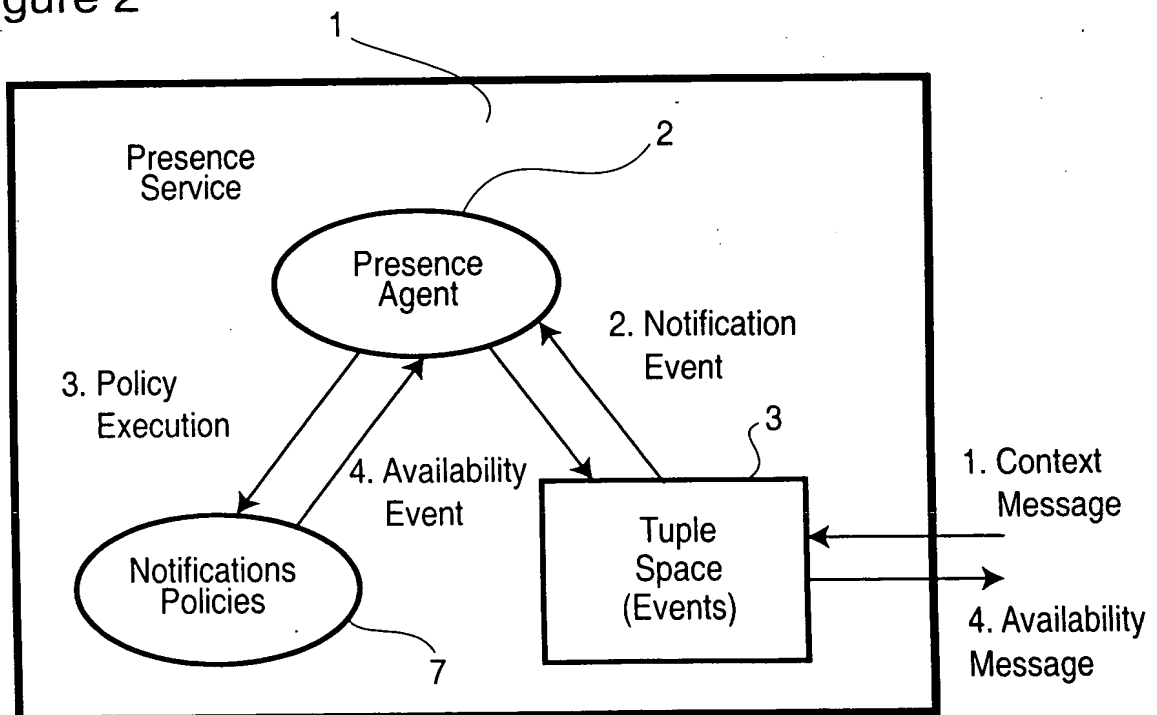 gure 2
1
2
Presence
Service
Presence
Agent
2. Notification
Event
3. Policy
Execution
3
4. Availability
Event
1. Context
Message
Tuple
Space
(Events)
Notifications
Policies
4. Availability
Message
7